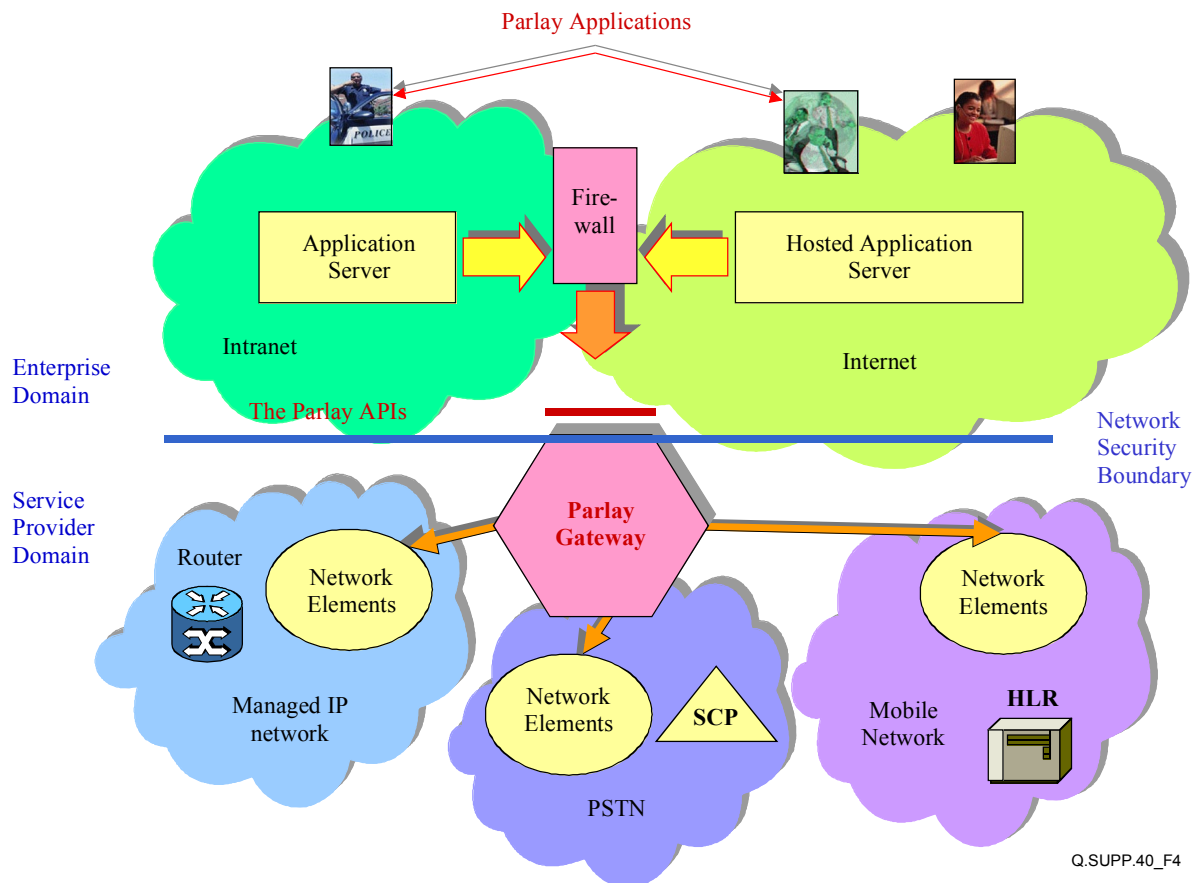 Parlay Applications
POLICE
Fire-
wall
Application
Server
Hosted Application
Server
Intranet
Internet
Enterprise
Domain
The Parlay APIs
Network
Security
Boundary
Service
Provider
Domain
Parlay
Gateway
Router
Network
Elements
Network
Elements
Managed IP
network
Network
Elements
SCP
HLR
Mobile
Network
PSTN
Q.SUPP.40_F4